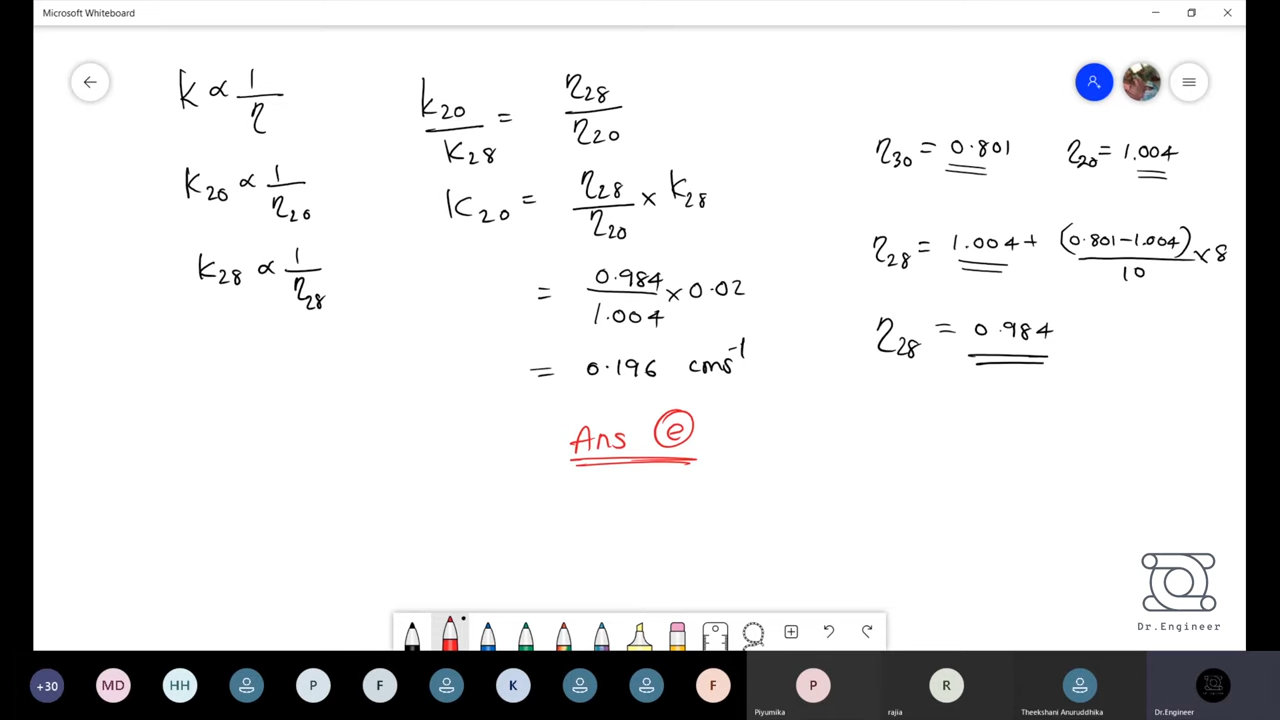 Microsoft Whiteboard
k ∝ 1/η
k20 ∝ 1/η20
k28 ∝ 1/η28
k20/k28 = η28/η20
k20 = η28/η20 × k28
= 0.984/1.004 × 0.02
= 0.196 cms⁻¹
Ans ⓔ
η30 = 0.801 η20 = 1.004
η28 = 1.004 + (0.801-1.004)/10 × 8
η28 = 0.984
Dr.Engineer
+30 MD HH P F K F P R
Piyumika rajia Theekshani Anuruddhika Dr.Engineer